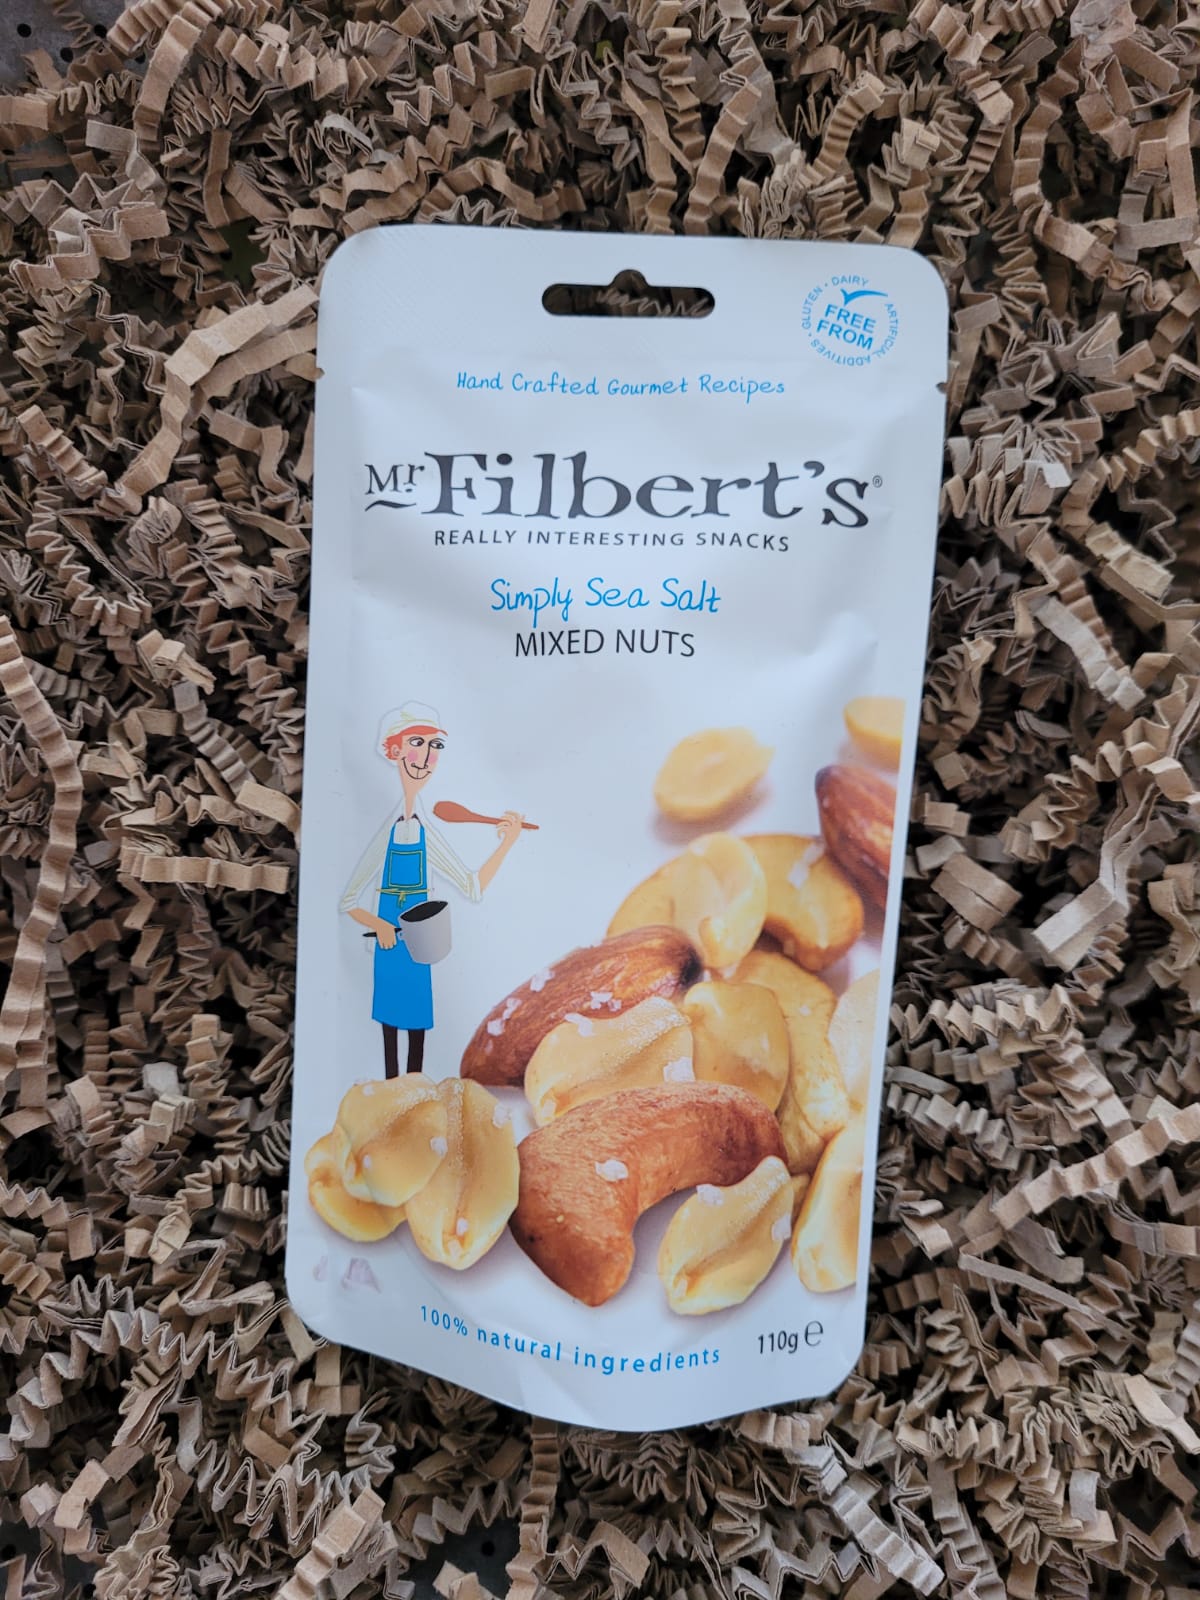 GLUTEN • DAIRY
ARTIFICIAL ADDITIVES •
FREE
FROM
Hand Crafted Gourmet Recipes
Mr. Filbert's®
REALLY INTERESTING SNACKS
Simply Sea Salt
MIXED NUTS
100% natural ingredients
110g ℮